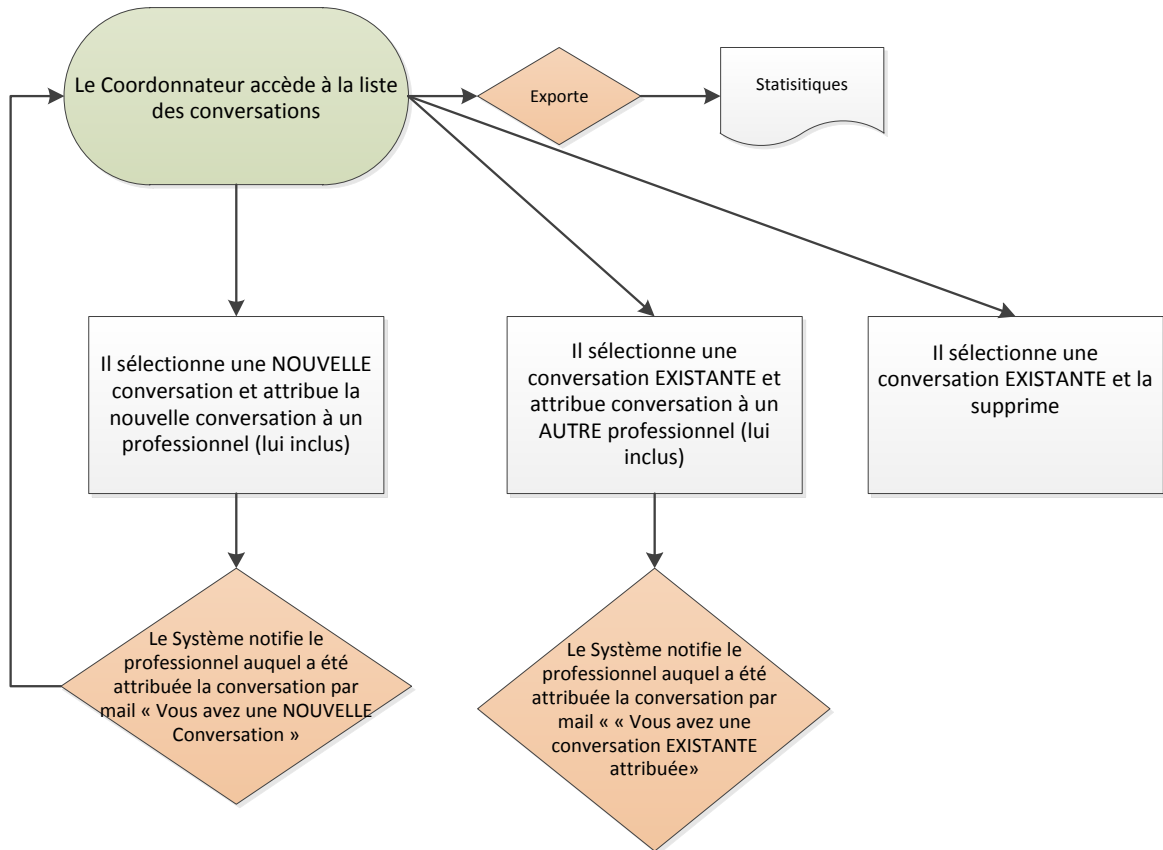 Le Coordonnateur accède à la liste
des conversations
Exporte
Statisitiques
Il sélectionne une NOUVELLE
conversation et attribue la
nouvelle conversation à un
professionnel (lui inclus)
Il sélectionne une
conversation EXISTANTE et
attribue conversation à un
AUTRE professionnel (lui
inclus)
Il sélectionne une
conversation EXISTANTE et la
supprime
Le Système notifie le
professionnel auquel a été
attribuée la conversation par
mail « Vous avez une NOUVELLE
Conversation »
Le Système notifie le
professionnel auquel a été
attribuée la conversation par
mail « « Vous avez une
conversation EXISTANTE
attribuée»